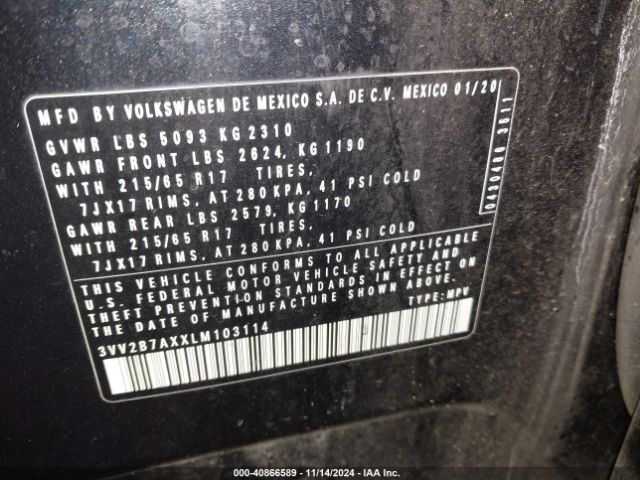 MFD BY VOLKSWAGEN DE MEXICO S.A. DE C.V. MEXICO 01/20
GVWR LBS 5093 KG 2310
GAWR FRONT LBS 2624, KG 1190
WITH 215/65 R17 TIRES,
7JX17 RIMS, AT 280 KPA, 41 PSI COLD
GAWR REAR LBS 2579, KG 1170
WITH 215/65 R17 TIRES,
7JX17 RIMS, AT 280 KPA, 41 PSI COLD
THIS VEHICLE CONFORMS TO ALL APPLICABLE
U.S. FEDERAL MOTOR VEHICLE SAFETY AND
THEFT PREVENTION STANDARDS IN EFFECT ON
THE DATE OF MANUFACTURE SHOWN ABOVE.
3VV2B7AXXLM103114 TYPE: MPV
0430486 3611
000-40866589 - 11/14/2024 - IAA Inc.